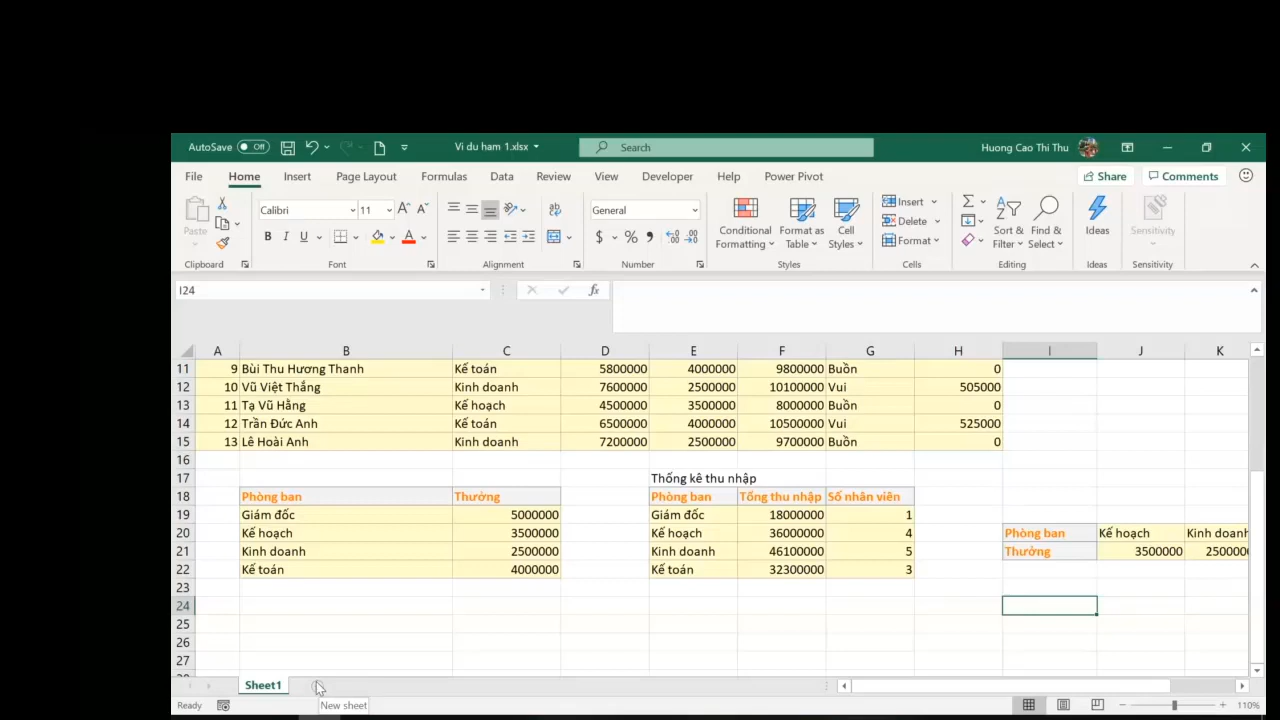 AutoSave Off Vi du ham 1.xlsx Search Huong Cao Thi Thu
File Home Insert Page Layout Formulas Data Review View Developer Help Power Pivot Share Comments
Paste Calibri 11 General Conditional Formatting Format as Table Cell Styles Insert Delete Format Sort & Filter Find & Select Ideas Sensitivity
B I U $ %
Clipboard Font Alignment Number Styles Cells Editing Ideas Sensitivity
I24 fx
A B C D E F G H I J K
11 9 Bùi Thu Hương Thanh Kế toán 5800000 4000000 9800000 Buồn 0
12 10 Vũ Việt Thắng Kinh doanh 7600000 2500000 10100000 Vui 505000
13 11 Tạ Vũ Hằng Kế hoạch 4500000 3500000 8000000 Buồn 0
14 12 Trần Đức Anh Kế toán 6500000 4000000 10500000 Vui 525000
15 13 Lê Hoài Anh Kinh doanh 7200000 2500000 9700000 Buồn 0
16
17 Thống kê thu nhập
18 Phòng ban Thưởng Phòng ban Tổng thu nhập Số nhân viên
19 Giám đốc 5000000 Giám đốc 18000000 1
20 Kế hoạch 3500000 Kế hoạch 36000000 4 Phòng ban Kế hoạch Kinh doanh
21 Kinh doanh 2500000 Kinh doanh 46100000 5 Thưởng 3500000 2500000
22 Kế toán 4000000 Kế toán 32300000 3
23
24
25
26
27
Sheet1
Ready New sheet 110%